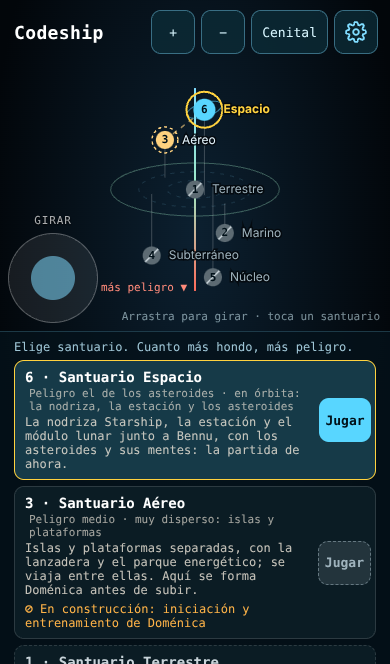 Codeship
+
−
Cenital
6
Espacio
3
Aéreo
1
Terrestre
2
Marino
4
Subterráneo
5
Núcleo
GIRAR
más peligro ▼
Arrastra para girar · toca un santuario
Elige santuario. Cuanto más hondo, más peligro.
6 · Santuario Espacio
Peligro el de los asteroides · en órbita:
la nodriza, la estación y los asteroides
La nodriza Starship, la estación y el
módulo lunar junto a Bennu, con los
asteroides y sus mentes: la partida de
ahora.
Jugar
3 · Santuario Aéreo
Peligro medio · muy disperso: islas y
plataformas
Islas y plataformas separadas, con la
lanzadera y el parque energético; se
viaja entre ellas. Aquí se forma
Doménica antes de subir.
Jugar
⊘ En construcción: iniciación y
entrenamiento de Doménica
1 · Santuario Terrestre